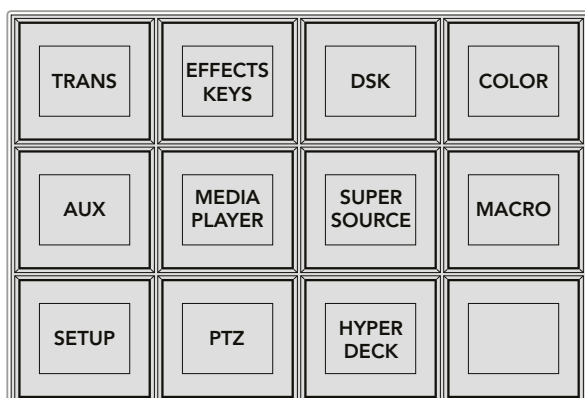 TRANS
EFFECTS
KEYS
DSK
COLOR
AUX
MEDIA
PLAYER
SUPER
SOURCE
MACRO
SETUP
PTZ
HYPER
DECK